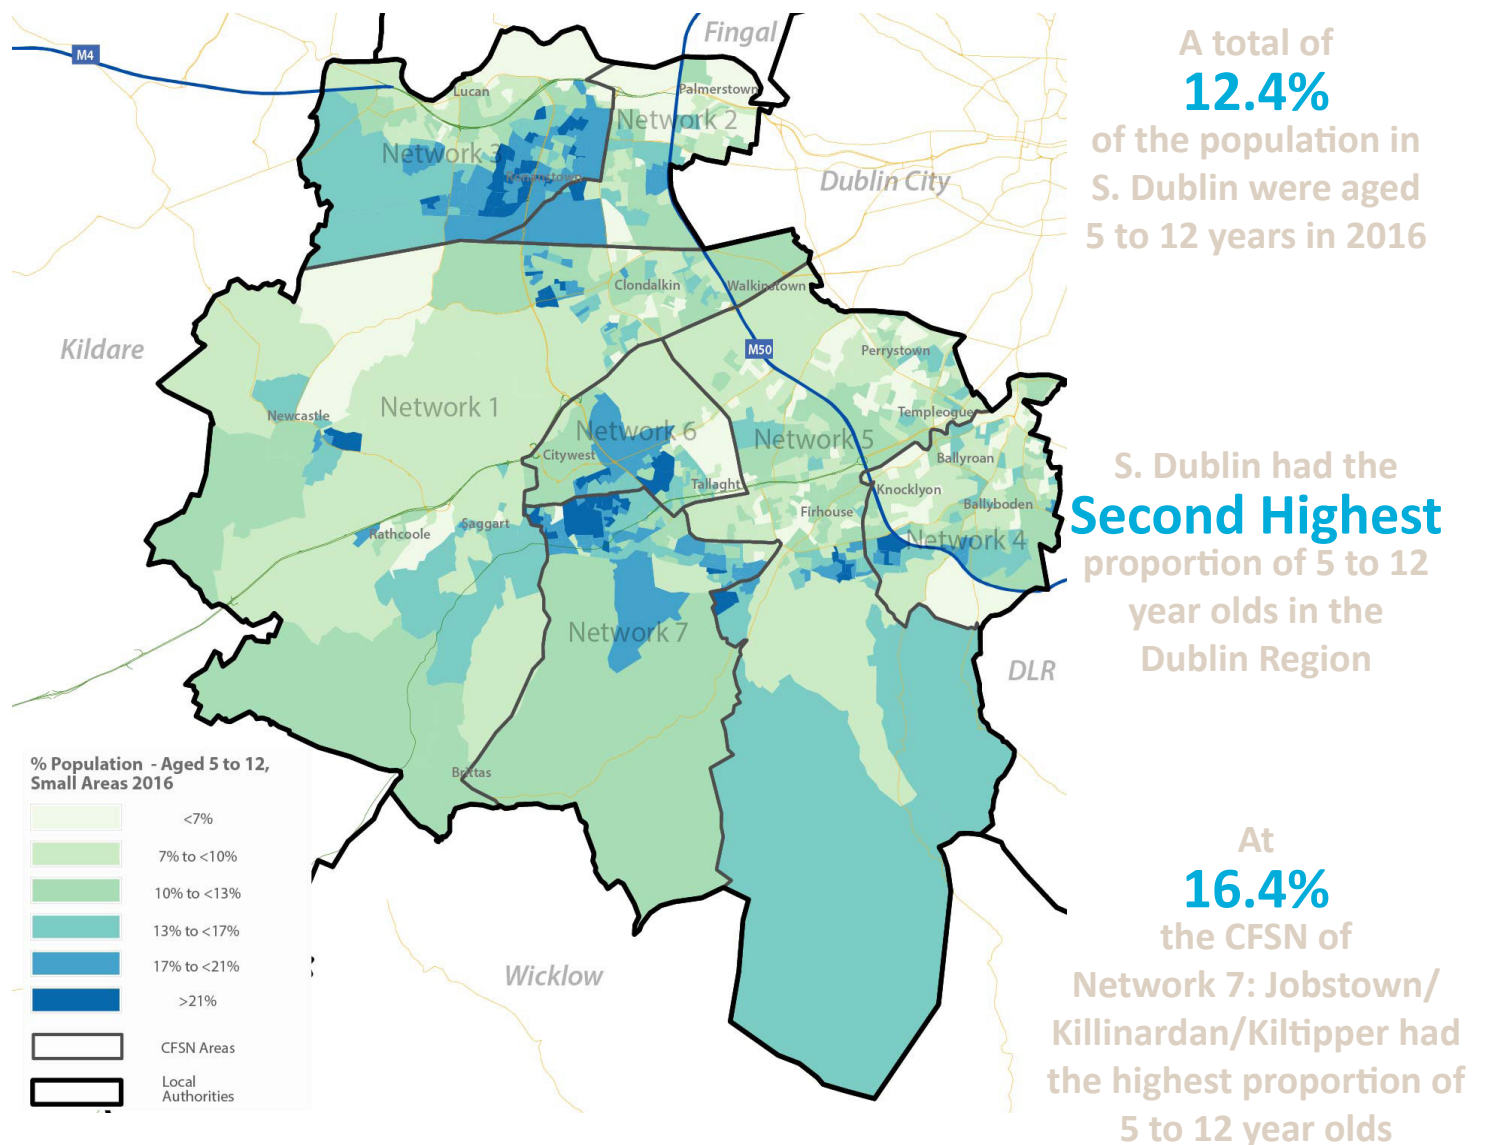 Fingal
M4
Lucan
Palmerstown
Network 2
Network 3
Dublin City
Clondalkin
Walkinstown
Kildare
M50
Perrystown
Newcastle
Network 1
Templeogue
Network 6
Network 5
Citywest
Ballyroan
Tallaght
Knocklyon
Ballyboden
Firhouse
Saggart
Rathcoole
Network 4
Network 7
DLR
Brittas
Wicklow
% Population - Aged 5 to 12,
Small Areas 2016
<7%
7% to <10%
10% to <13%
13% to <17%
17% to <21%
>21%
CFSN Areas
Local
Authorities
A total of
12.4%
of the population in
S. Dublin were aged
5 to 12 years in 2016
S. Dublin had the
Second Highest
proportion of 5 to 12
year olds in the
Dublin Region
At
16.4%
the CFSN of
Network 7: Jobstown/
Killinardan/Kiltipper had
the highest proportion of
5 to 12 year olds